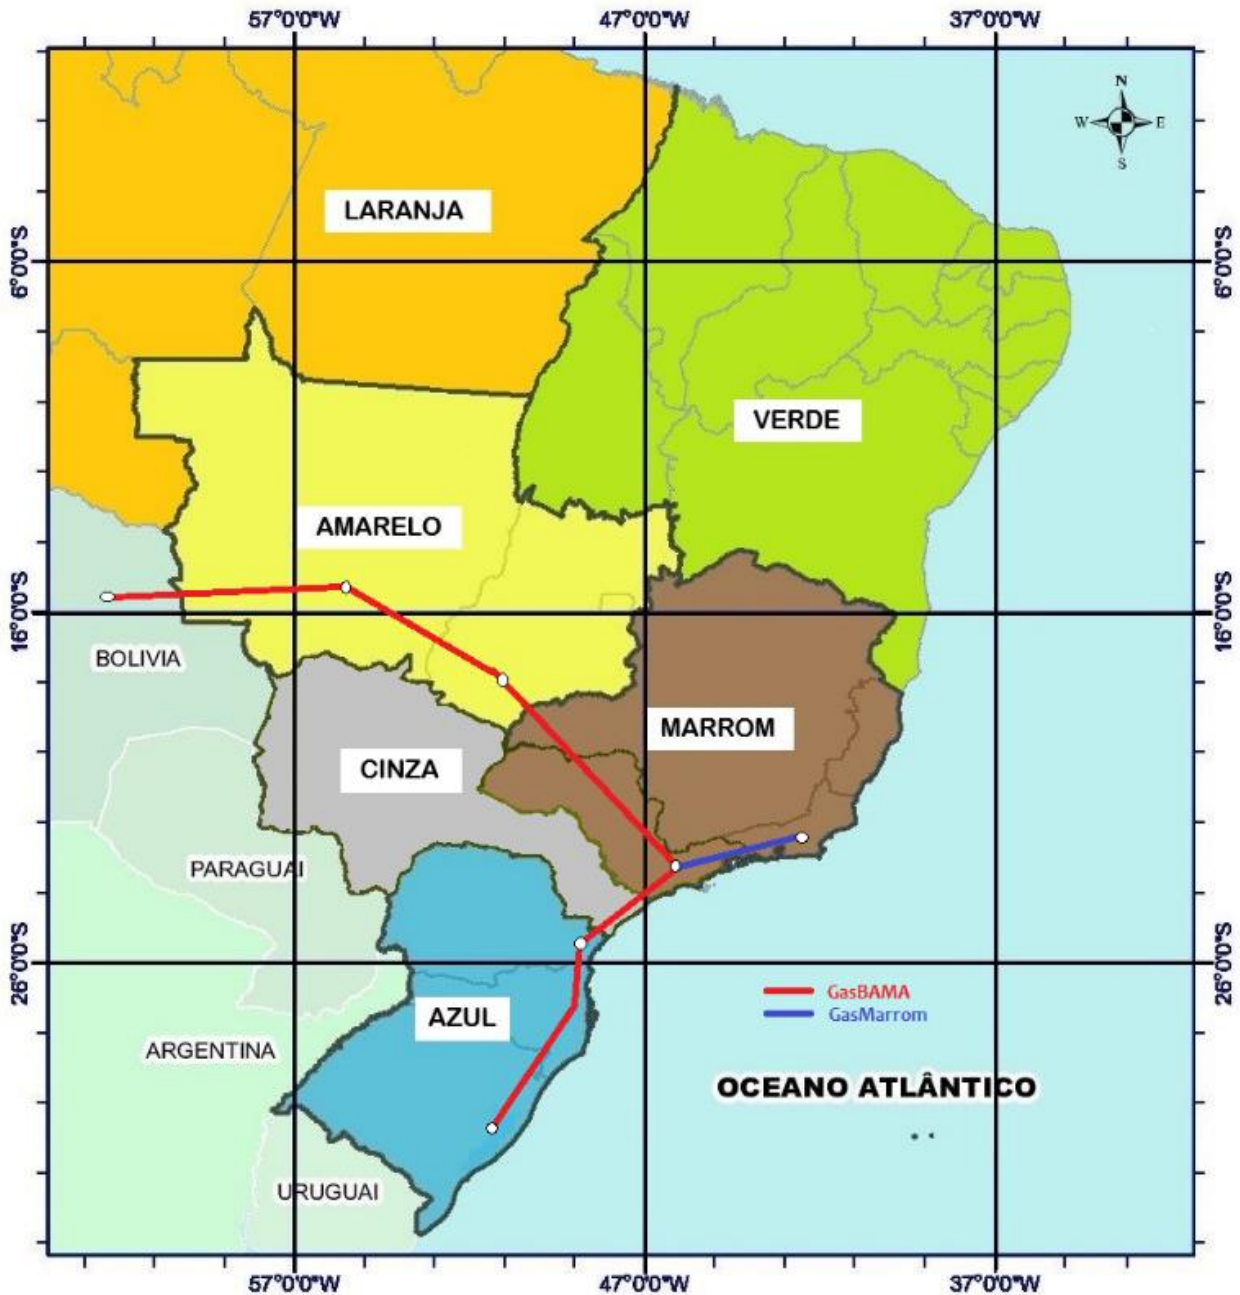 57°0'0"W 47°0'0"W 37°0'0"W
N
W E
S
LARANJA
6°0'0"S 6°0'0"S
VERDE
AMARELO
16°0'0"S 16°0'0"S
BOLIVIA
MARROM
CINZA
PARAGUAI
26°0'0"S 26°0'0"S
GasBAMA
GasMarrom
AZUL
ARGENTINA
OCEANO ATLÂNTICO
URUGUAI
57°0'0"W 47°0'0"W 37°0'0"W